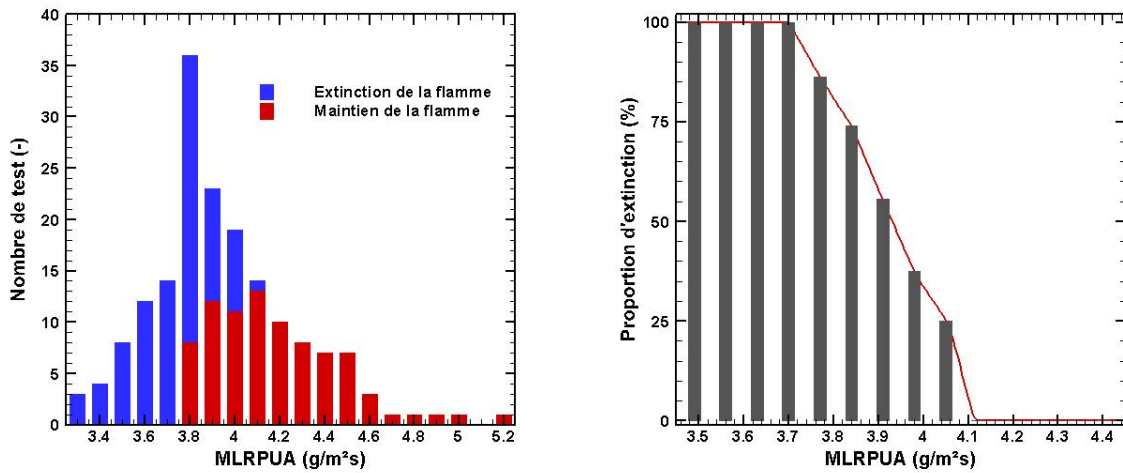 40
35
30
25
20
15
10
5
0
Nombre de test (-)
Extinction de la flamme
Maintien de la flamme
3.4 3.6 3.8 4 4.2 4.4 4.6 4.8 5 5.2
MLRPUA (g/m²s)
100
75
50
25
0
Proportion d'extinction (%)
3.5 3.6 3.7 3.8 3.9 4 4.1 4.2 4.3 4.4
MLRPUA (g/m²s)